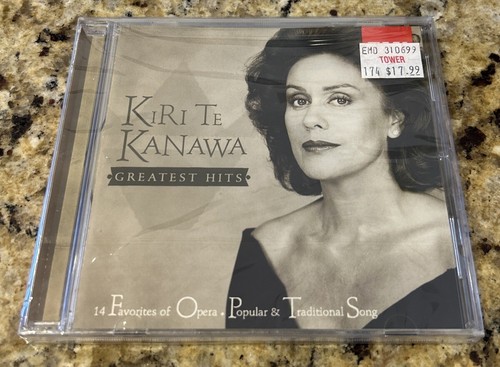 EMO 310699
TOWER
174 $17.99
KIRI TE
KANAWA
GREATEST HITS
14 Favorites of Opera • Popular & Traditional Song